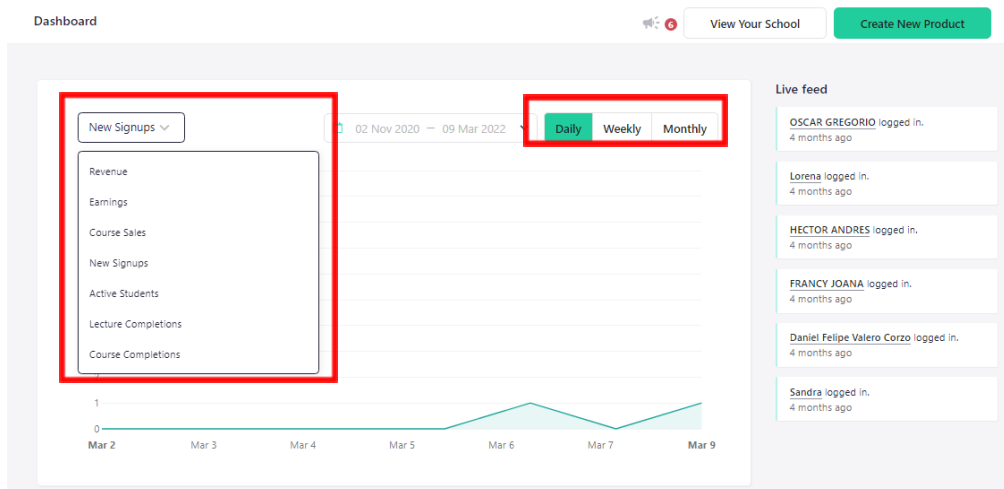 Dashboard
6
View Your School
Create New Product
New Signups
02 Nov 2020 — 09 Mar 2022
Daily
Weekly
Monthly
Revenue
Earnings
Course Sales
New Signups
Active Students
Lecture Completions
Course Completions
1
0
Mar 2
Mar 3
Mar 4
Mar 5
Mar 6
Mar 7
Mar 9
Live feed
OSCAR GREGORIO logged in.
4 months ago
Lorena logged in.
4 months ago
HECTOR ANDRES logged in.
4 months ago
FRANCY JOANA logged in.
4 months ago
Daniel Felipe Valero Corzo logged in.
4 months ago
Sandra logged in.
4 months ago